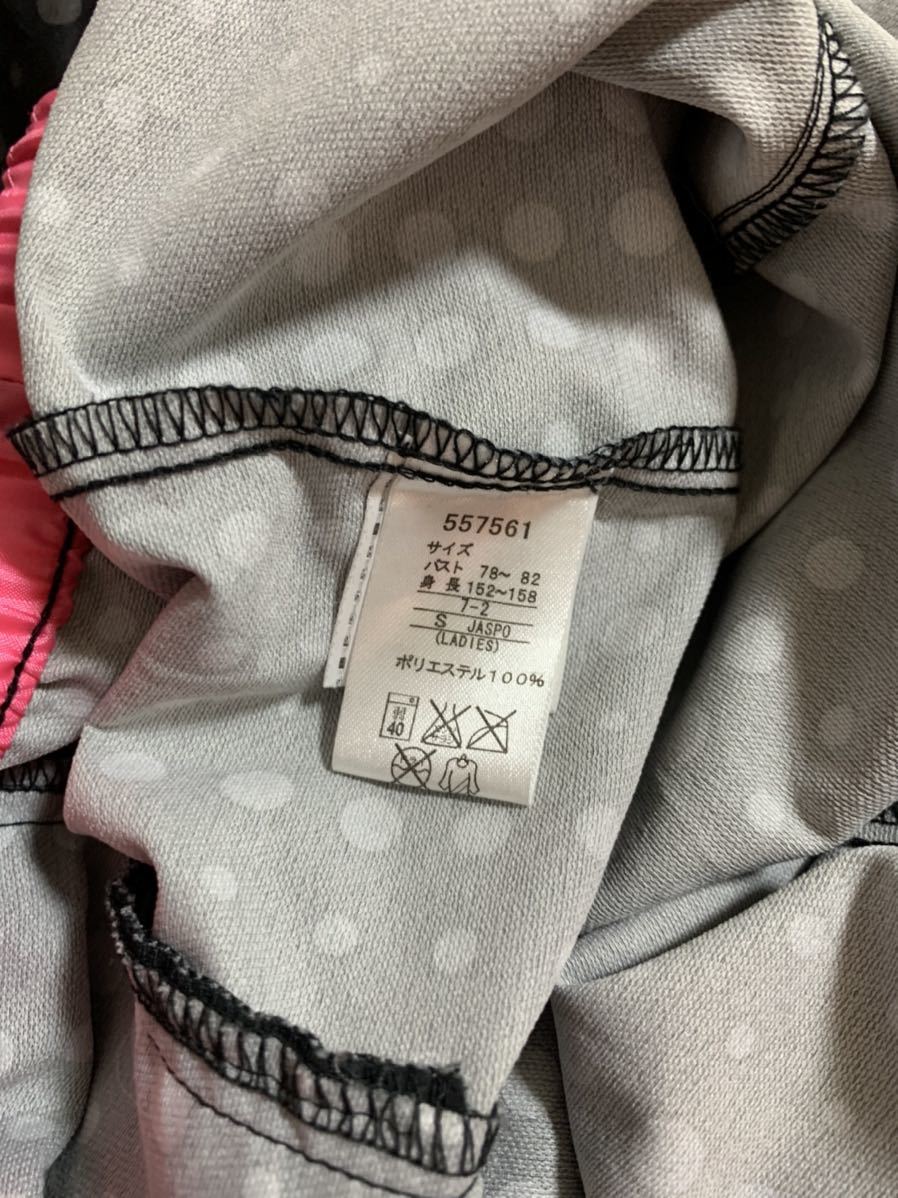 557561
サイズ
バスト 78〜 82
身 長 152〜158
7-2
S JASPO
(LADIES)
ポリエステル100%
弱
40